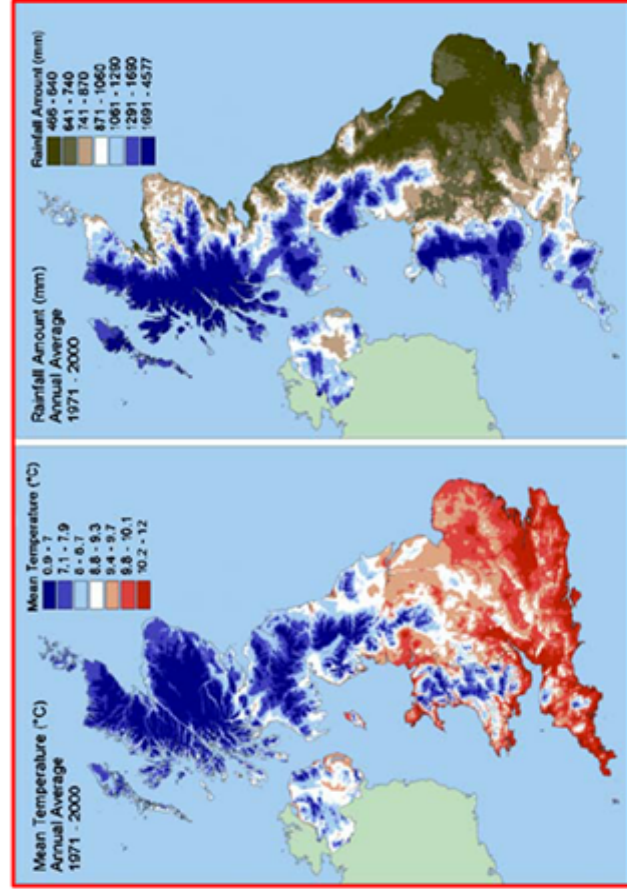 Mean Temperature (°C)
Annual Average
1971 - 2000
Mean Temperature (°C)
0.9 - 7
7.1 - 7.9
8 - 8.7
8.8 - 9.3
9.4 - 9.7
9.8 - 10.1
10.2 - 12
Rainfall Amount (mm)
Annual Average
1971 - 2000
Rainfall Amount (mm)
466 - 640
641 - 740
741 - 870
871 - 1060
1061 - 1290
1291 - 1690
1691 - 4577